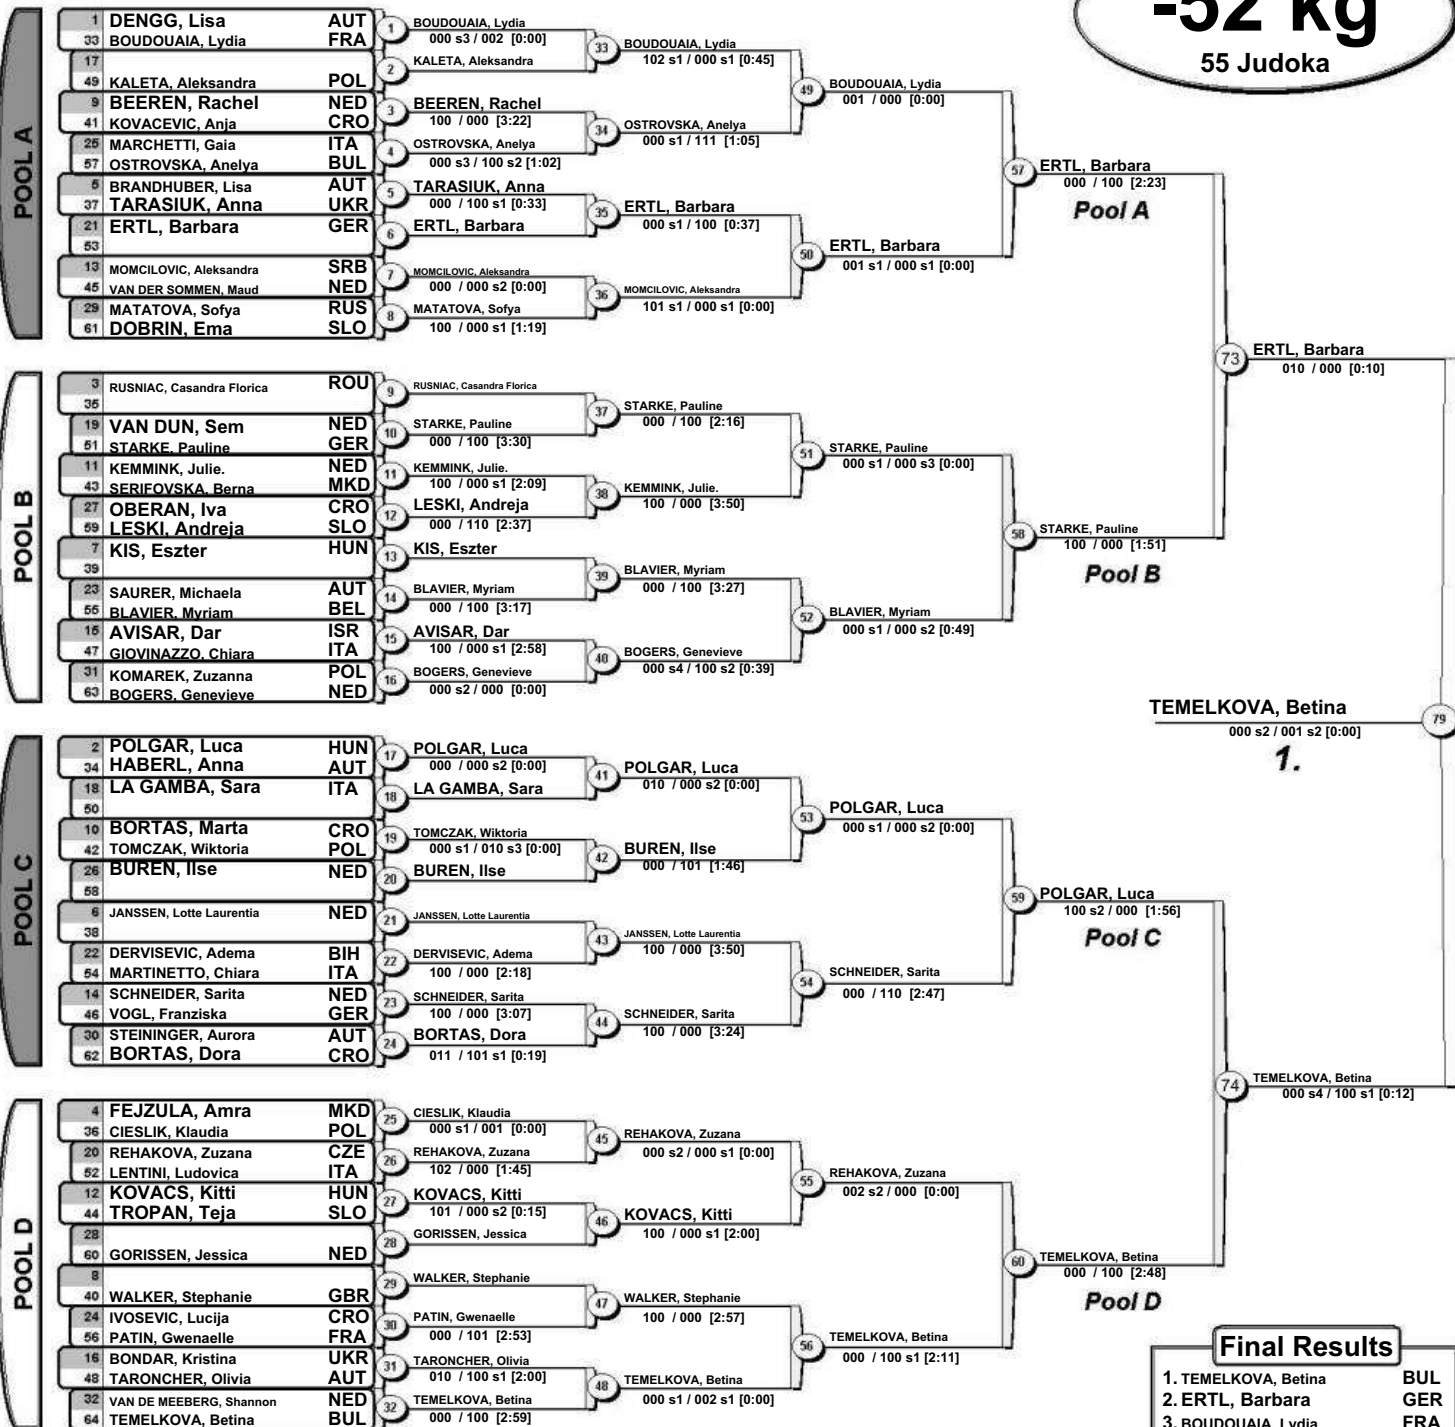 -52 kg
55 Judoka
POOL A
1 DENGG, Lisa AUT
33 BOUDOUAIA, Lydia FRA
17
49 KALETA, Aleksandra POL
9 BEEREN, Rachel NED
41 KOVACEVIC, Anja CRO
25 MARCHETTI, Gaia ITA
57 OSTROVSKA, Anelya BUL
5 BRANDHUBER, Lisa AUT
37 TARASIUK, Anna UKR
21 ERTL, Barbara GER
53
13 MOMCILOVIC, Aleksandra SRB
45 VAN DER SOMMEN, Maud NED
29 MATATOVA, Sofya RUS
61 DOBRIN, Ema SLO
1 BOUDOUAIA, Lydia
000 s3 / 002 [0:00]
2 KALETA, Aleksandra
3 BEEREN, Rachel
100 / 000 [3:22]
4 OSTROVSKA, Anelya
000 s3 / 100 s2 [1:02]
5 TARASIUK, Anna
000 / 100 s1 [0:33]
6 ERTL, Barbara
7 MOMCILOVIC, Aleksandra
000 / 000 s2 [0:00]
8 MATATOVA, Sofya
100 / 000 s1 [1:19]
33 BOUDOUAIA, Lydia
102 s1 / 000 s1 [0:45]
34 OSTROVSKA, Anelya
000 s1 / 111 [1:05]
35 ERTL, Barbara
000 s1 / 100 [0:37]
36 MOMCILOVIC, Aleksandra
101 s1 / 000 s1 [0:00]
49 BOUDOUAIA, Lydia
001 / 000 [0:00]
50 ERTL, Barbara
001 s1 / 000 s1 [0:00]
57 ERTL, Barbara
000 / 100 [2:23]
Pool A
POOL B
3 RUSNIAC, Casandra Florica ROU
35
19 VAN DUN, Sem NED
51 STARKE, Pauline GER
11 KEMMINK, Julie. NED
43 SERIFOVSKA, Berna MKD
27 OBERAN, Iva CRO
59 LESKI, Andreja SLO
7 KIS, Eszter HUN
39
23 SAURER, Michaela AUT
55 BLAVIER, Myriam BEL
15 AVISAR, Dar ISR
47 GIOVINAZZO, Chiara ITA
31 KOMAREK, Zuzanna POL
63 BOGERS, Genevieve NED
9 RUSNIAC, Casandra Florica
10 STARKE, Pauline
000 / 100 [3:30]
11 KEMMINK, Julie.
100 / 000 s1 [2:09]
12 LESKI, Andreja
000 / 110 [2:37]
13 KIS, Eszter
14 BLAVIER, Myriam
000 / 100 [3:17]
15 AVISAR, Dar
100 / 000 s1 [2:58]
16 BOGERS, Genevieve
000 s2 / 000 [0:00]
37 STARKE, Pauline
000 / 100 [2:16]
38 KEMMINK, Julie.
100 / 000 [3:50]
39 BLAVIER, Myriam
000 / 100 [3:27]
40 BOGERS, Genevieve
000 s4 / 100 s2 [0:39]
51 STARKE, Pauline
000 s1 / 000 s3 [0:00]
52 BLAVIER, Myriam
000 s1 / 000 s2 [0:49]
58 STARKE, Pauline
100 / 000 [1:51]
Pool B
73 ERTL, Barbara
010 / 000 [0:10]
TEMELKOVA, Betina 79
000 s2 / 001 s2 [0:00]
1.
POOL C
2 POLGAR, Luca HUN
34 HABERL, Anna AUT
18 LA GAMBA, Sara ITA
50
10 BORTAS, Marta CRO
42 TOMCZAK, Wiktoria POL
26 BUREN, Ilse NED
58
6 JANSSEN, Lotte Laurentia NED
38
22 DERVISEVIC, Adema BIH
54 MARTINETTO, Chiara ITA
14 SCHNEIDER, Sarita NED
46 VOGL, Franziska GER
30 STEININGER, Aurora AUT
62 BORTAS, Dora CRO
17 POLGAR, Luca
000 / 000 s2 [0:00]
18 LA GAMBA, Sara
19 TOMCZAK, Wiktoria
000 s1 / 010 s3 [0:00]
20 BUREN, Ilse
21 JANSSEN, Lotte Laurentia
22 DERVISEVIC, Adema
100 / 000 [2:18]
23 SCHNEIDER, Sarita
100 / 000 [3:07]
24 BORTAS, Dora
011 / 101 s1 [0:19]
41 POLGAR, Luca
010 / 000 s2 [0:00]
42 BUREN, Ilse
000 / 101 [1:46]
43 JANSSEN, Lotte Laurentia
100 / 000 [3:50]
44 SCHNEIDER, Sarita
100 / 000 [3:24]
53 POLGAR, Luca
000 s1 / 000 s2 [0:00]
54 SCHNEIDER, Sarita
000 / 110 [2:47]
59 POLGAR, Luca
100 s2 / 000 [1:56]
Pool C
POOL D
4 FEJZULA, Amra MKD
36 CIESLIK, Klaudia POL
20 REHAKOVA, Zuzana CZE
52 LENTINI, Ludovica ITA
12 KOVACS, Kitti HUN
44 TROPAN, Teja SLO
28
60 GORISSEN, Jessica NED
8
40 WALKER, Stephanie GBR
24 IVOSEVIC, Lucija CRO
56 PATIN, Gwenaelle FRA
16 BONDAR, Kristina UKR
48 TARONCHER, Olivia AUT
32 VAN DE MEEBERG, Shannon NED
64 TEMELKOVA, Betina BUL
25 CIESLIK, Klaudia
000 s1 / 001 [0:00]
26 REHAKOVA, Zuzana
102 / 000 [1:45]
27 KOVACS, Kitti
101 / 000 s2 [0:15]
28 GORISSEN, Jessica
29 WALKER, Stephanie
30 PATIN, Gwenaelle
000 / 101 [2:53]
31 TARONCHER, Olivia
010 / 100 s1 [2:00]
32 TEMELKOVA, Betina
000 / 100 [2:59]
45 REHAKOVA, Zuzana
000 s2 / 000 s1 [0:00]
46 KOVACS, Kitti
100 / 000 s1 [2:00]
47 WALKER, Stephanie
100 / 000 [2:57]
48 TEMELKOVA, Betina
000 s1 / 002 s1 [0:00]
55 REHAKOVA, Zuzana
002 s2 / 000 [0:00]
56 TEMELKOVA, Betina
000 / 100 s1 [2:11]
60 TEMELKOVA, Betina
000 / 100 [2:48]
Pool D
74 TEMELKOVA, Betina
000 s4 / 100 s1 [0:12]
Final Results
1. TEMELKOVA, Betina BUL
2. ERTL, Barbara GER
3. BOUDOUAIA, Lydia FRA